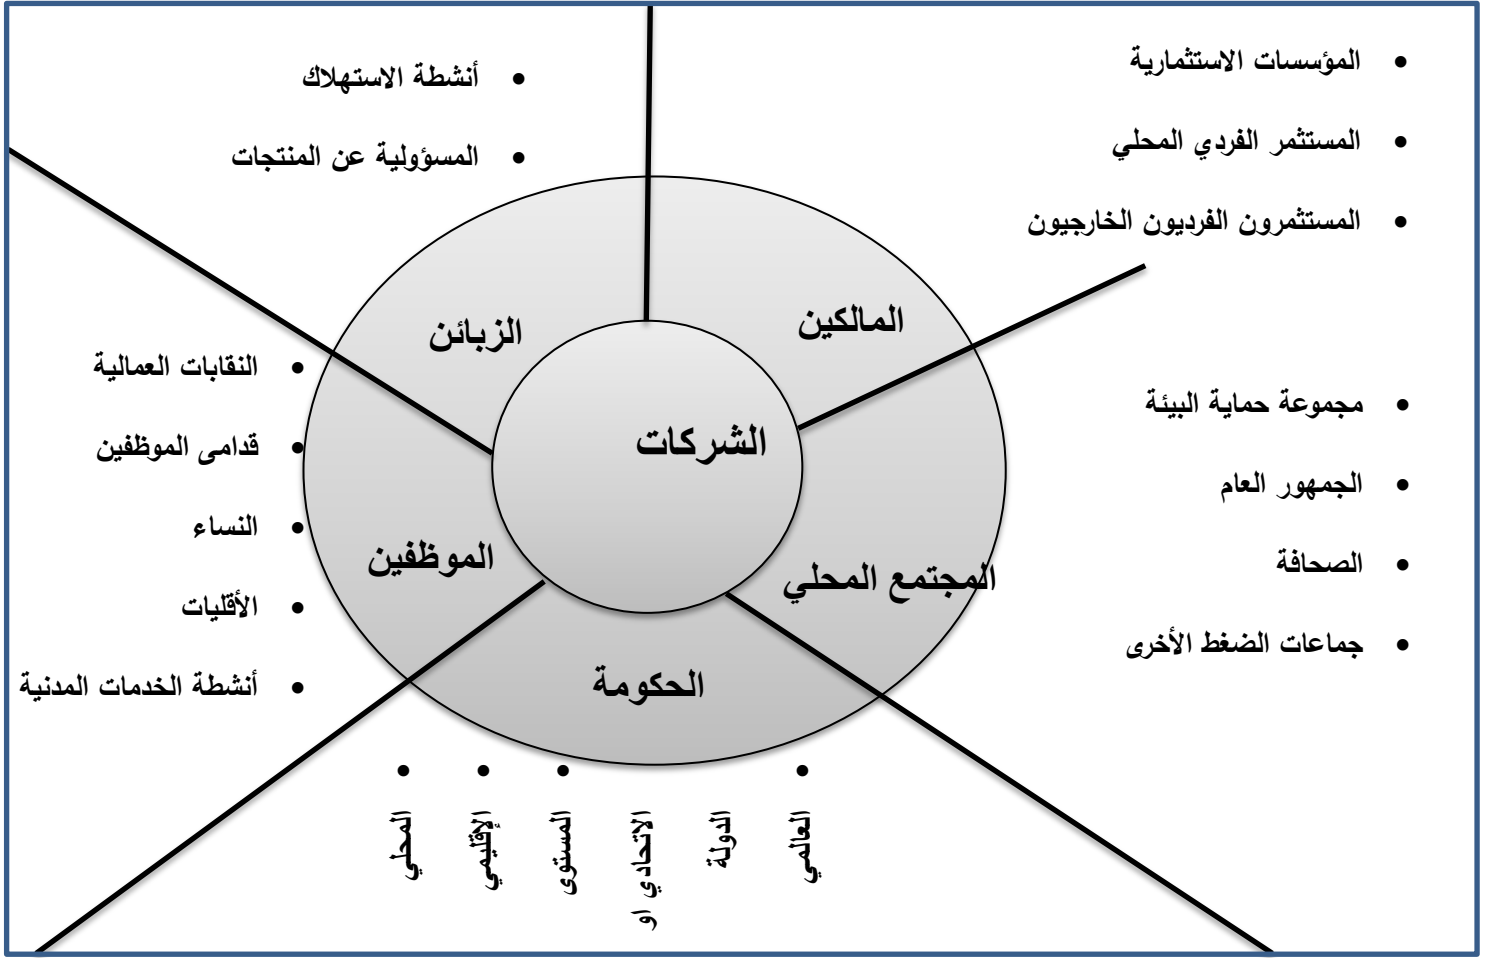 المؤسسات الاستثمارية
المستثمر الفردي المحلي
المستثمرون الفرديون الخارجيون
أنشطة الاستهلاك
المسؤولية عن المنتجات
المالكين
الزبائن
الشركات
مجموعة حماية البيئة
الجمهور العام
الصحافة
جماعات الضغط الأخرى
النقابات العمالية
قدامى الموظفين
النساء
الأقليات
أنشطة الخدمات المدنية
الموظفين
المجتمع المحلي
الحكومة
العالمي
الدولة
الاتحادي او
المستوى
الإقليمي
المحلي